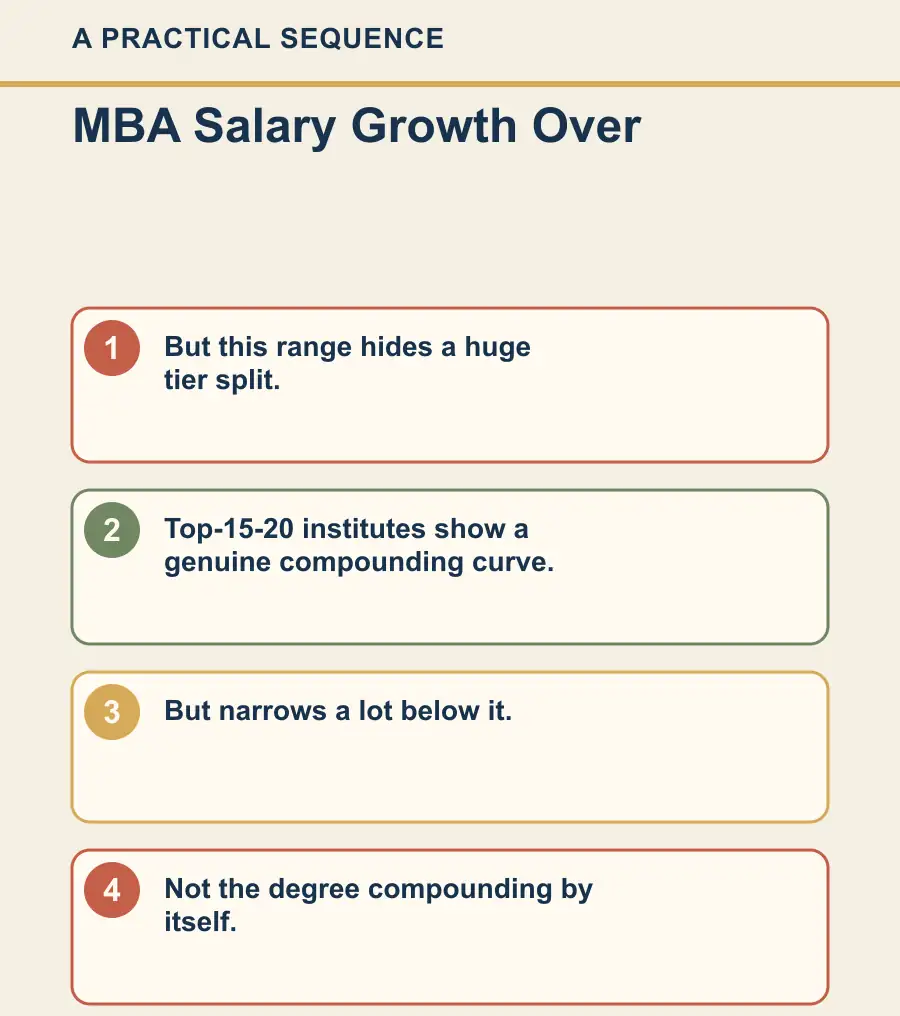 A PRACTICAL SEQUENCE
MBA Salary Growth Over
1
But this range hides a huge
tier split.
2
Top-15-20 institutes show a
genuine compounding curve.
3
But narrows a lot below it.
4
Not the degree compounding by
itself.